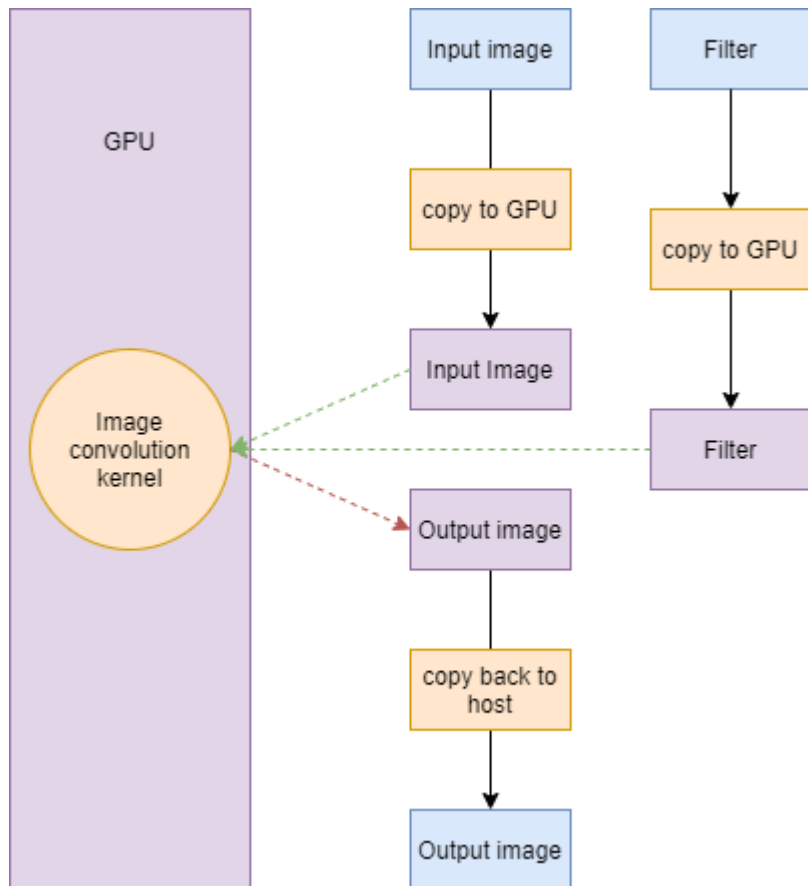 Input image
Filter
GPU
copy to GPU
copy to GPU
Input Image
Image
convolution
kernel
Filter
Output image
copy back to
host
Output image